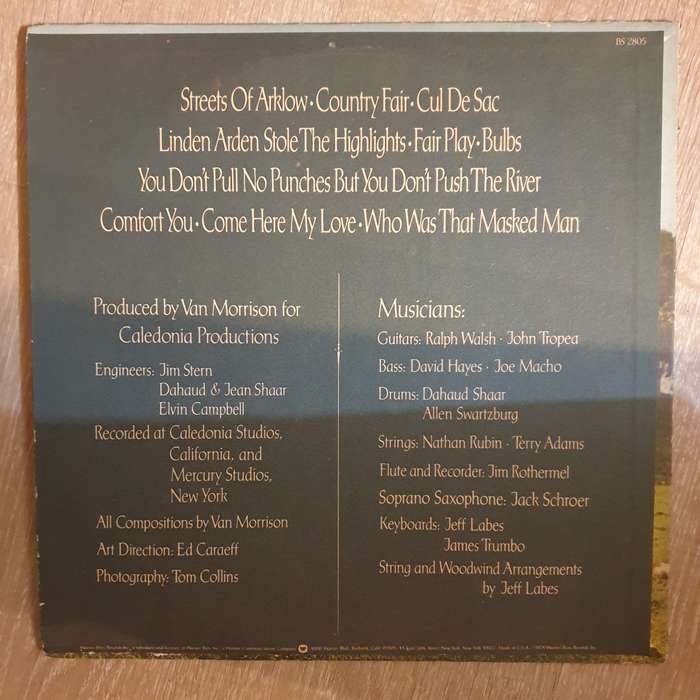 BS 2805
Streets Of Arklow • Country Fair • Cul De Sac
Linden Arden Stole The Highlights • Fair Play • Bulbs
You Don't Pull No Punches But You Don't Push The River
Comfort You • Come Here My Love • Who Was That Masked Man
Produced by Van Morrison for
Caledonia Productions
Engineers: Jim Stern
Dahaud & Jean Shaar
Elvin Campbell
Recorded at Caledonia Studios,
California, and
Mercury Studios,
New York
All Compositions by Van Morrison
Art Direction: Ed Caraeff
Photography: Tom Collins
Musicians:
Guitars: Ralph Walsh · John Tropea
Bass: David Hayes · Joe Macho
Drums: Dahaud Shaar
Allen Swartzburg
Strings: Nathan Rubin · Terry Adams
Flute and Recorder: Jim Rothermel
Soprano Saxophone: Jack Schroer
Keyboards: Jeff Labes
James Trumbo
String and Woodwind Arrangements
by Jeff Labes